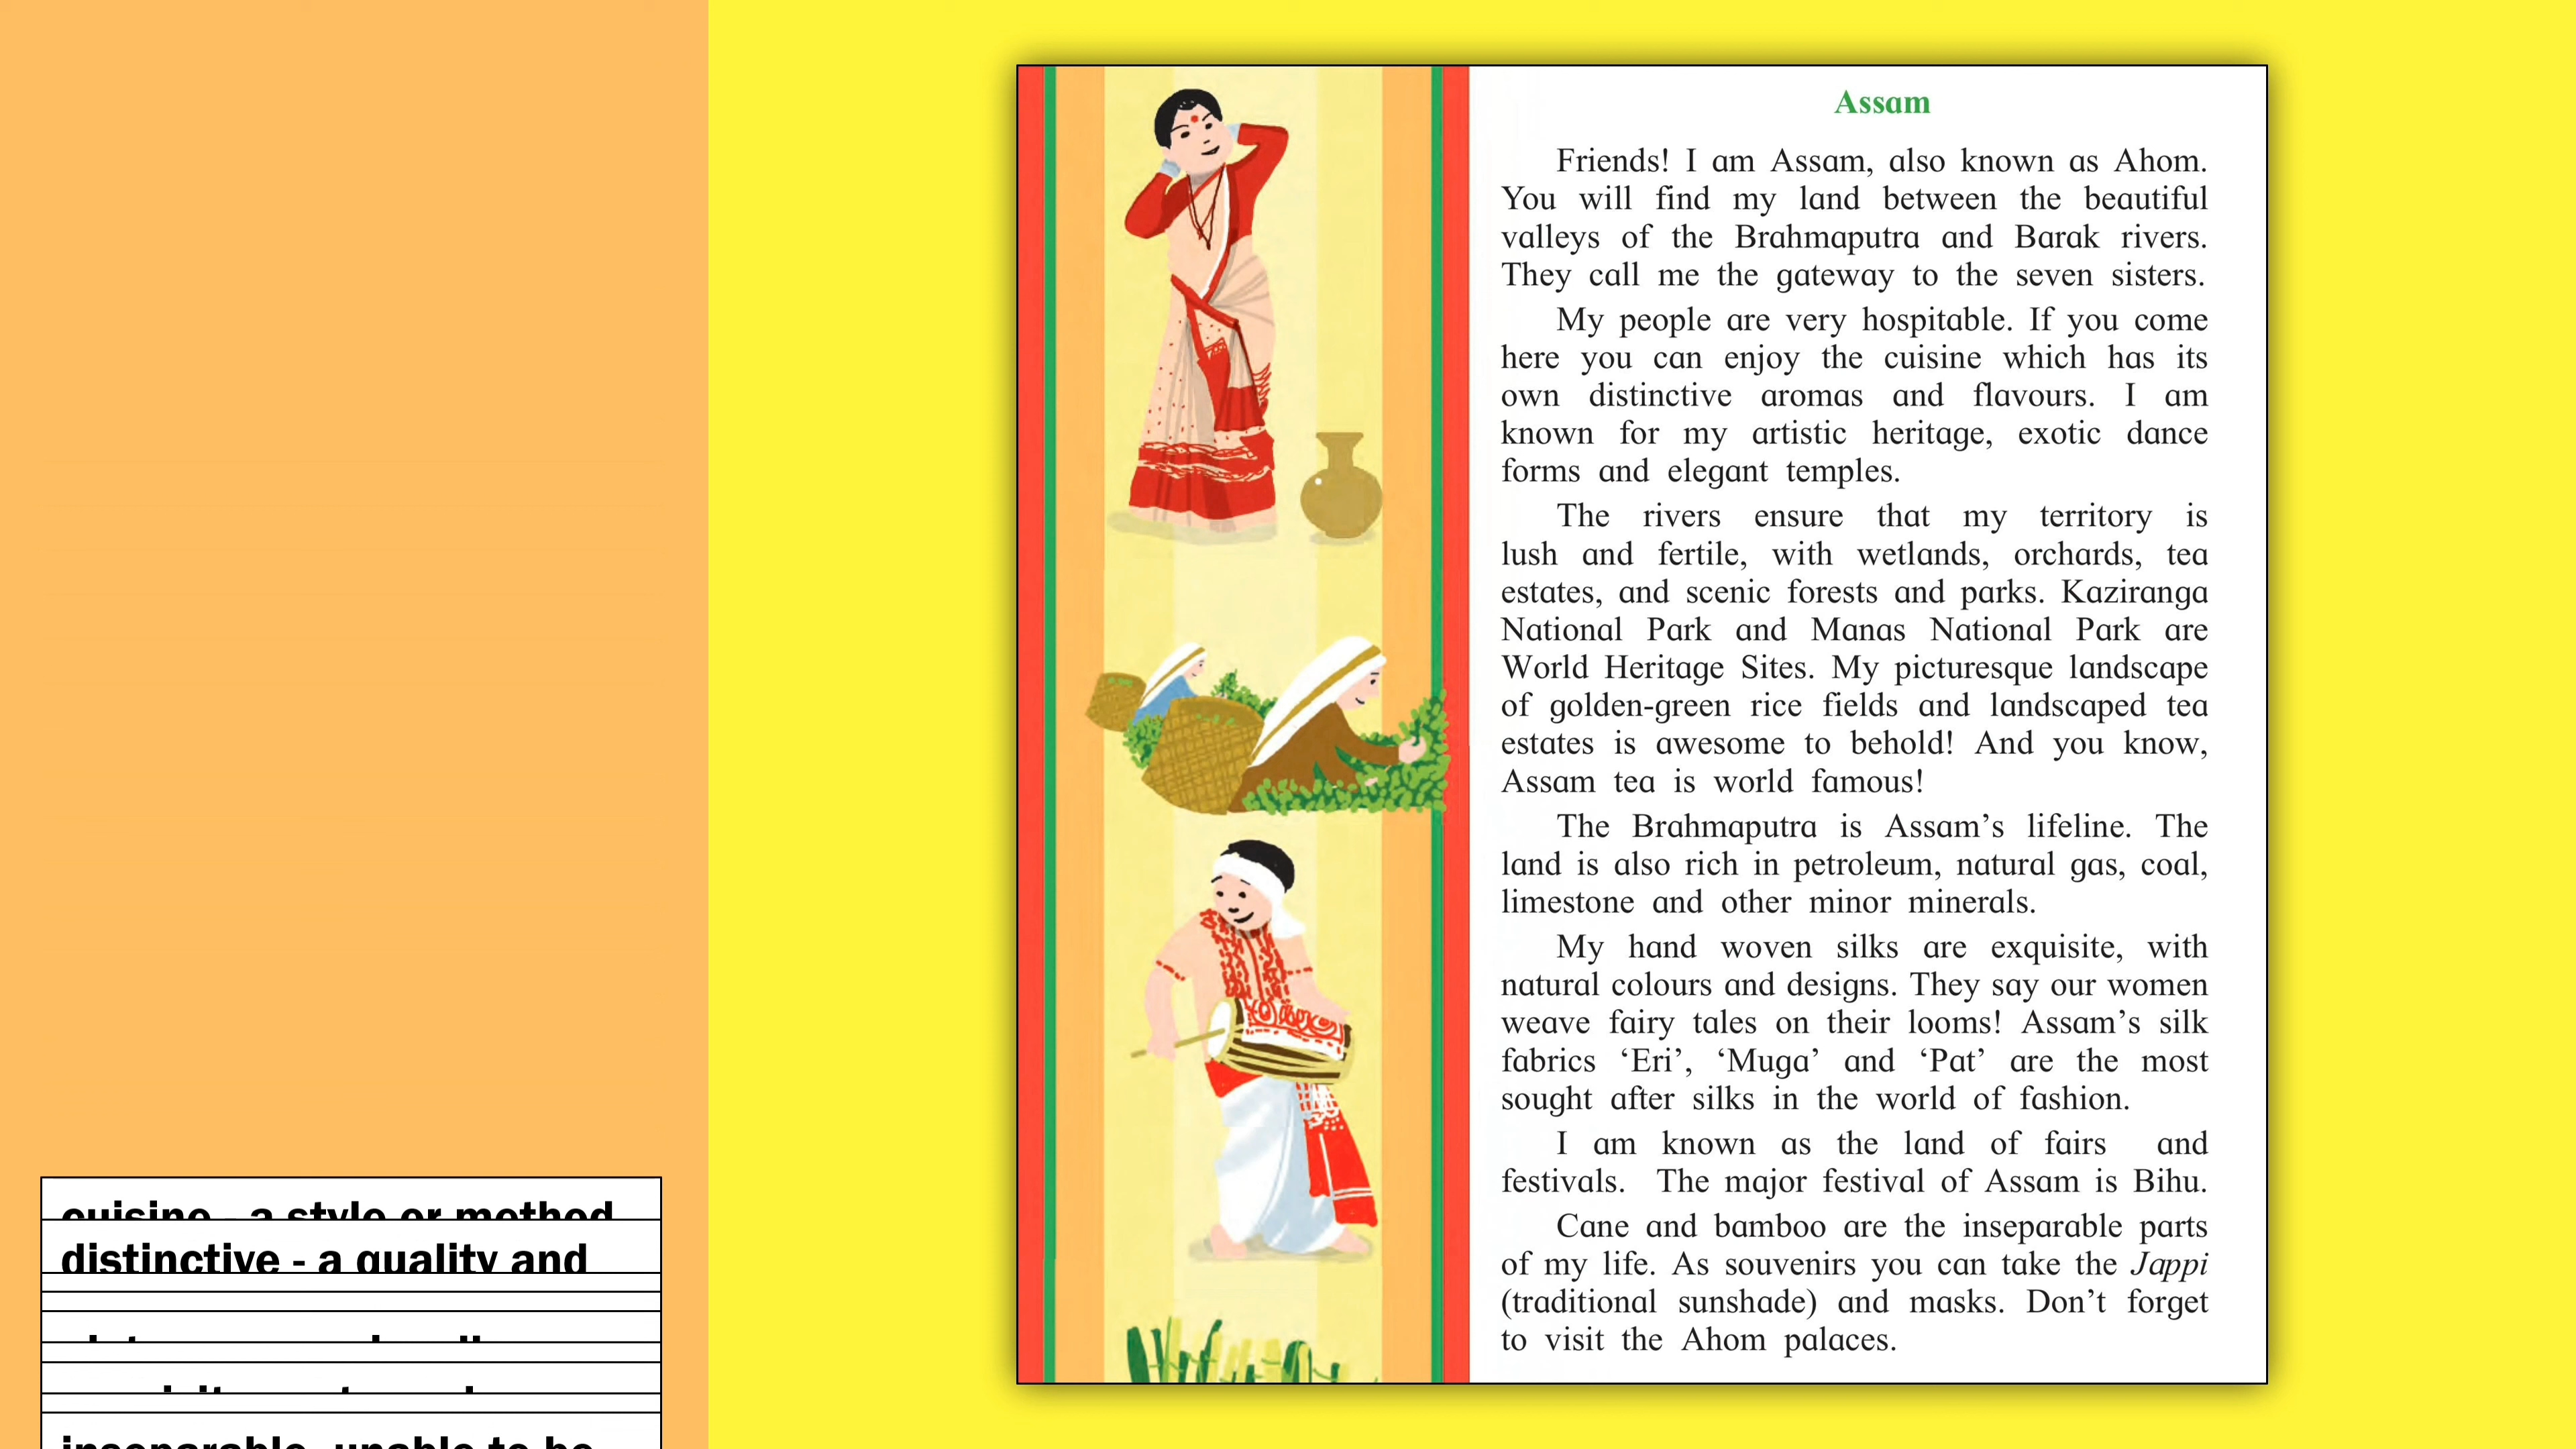 Assam
Friends! I am Assam, also known as Ahom.
You will find my land between the beautiful
valleys of the Brahmaputra and Barak rivers.
They call me the gateway to the seven sisters.
My people are very hospitable. If you come
here you can enjoy the cuisine which has its
own distinctive aromas and flavours. I am
known for my artistic heritage, exotic dance
forms and elegant temples.
The rivers ensure that my territory is
lush and fertile, with wetlands, orchards, tea
estates, and scenic forests and parks. Kaziranga
National Park and Manas National Park are
World Heritage Sites. My picturesque landscape
of golden-green rice fields and landscaped tea
estates is awesome to behold! And you know,
Assam tea is world famous!
The Brahmaputra is Assam's lifeline. The
land is also rich in petroleum, natural gas, coal,
limestone and other minor minerals.
My hand woven silks are exquisite, with
natural colours and designs. They say our women
weave fairy tales on their looms! Assam's silk
fabrics ‘Eri’, ‘Muga’ and ‘Pat’ are the most
sought after silks in the world of fashion.
I am known as the land of fairs and
festivals. The major festival of Assam is Bihu.
Cane and bamboo are the inseparable parts
of my life. As souvenirs you can take the Jappi
(traditional sunshade) and masks. Don't forget
to visit the Ahom palaces.
cuisine - a style or method
distinctive - a quality and
inseparable- unable to be